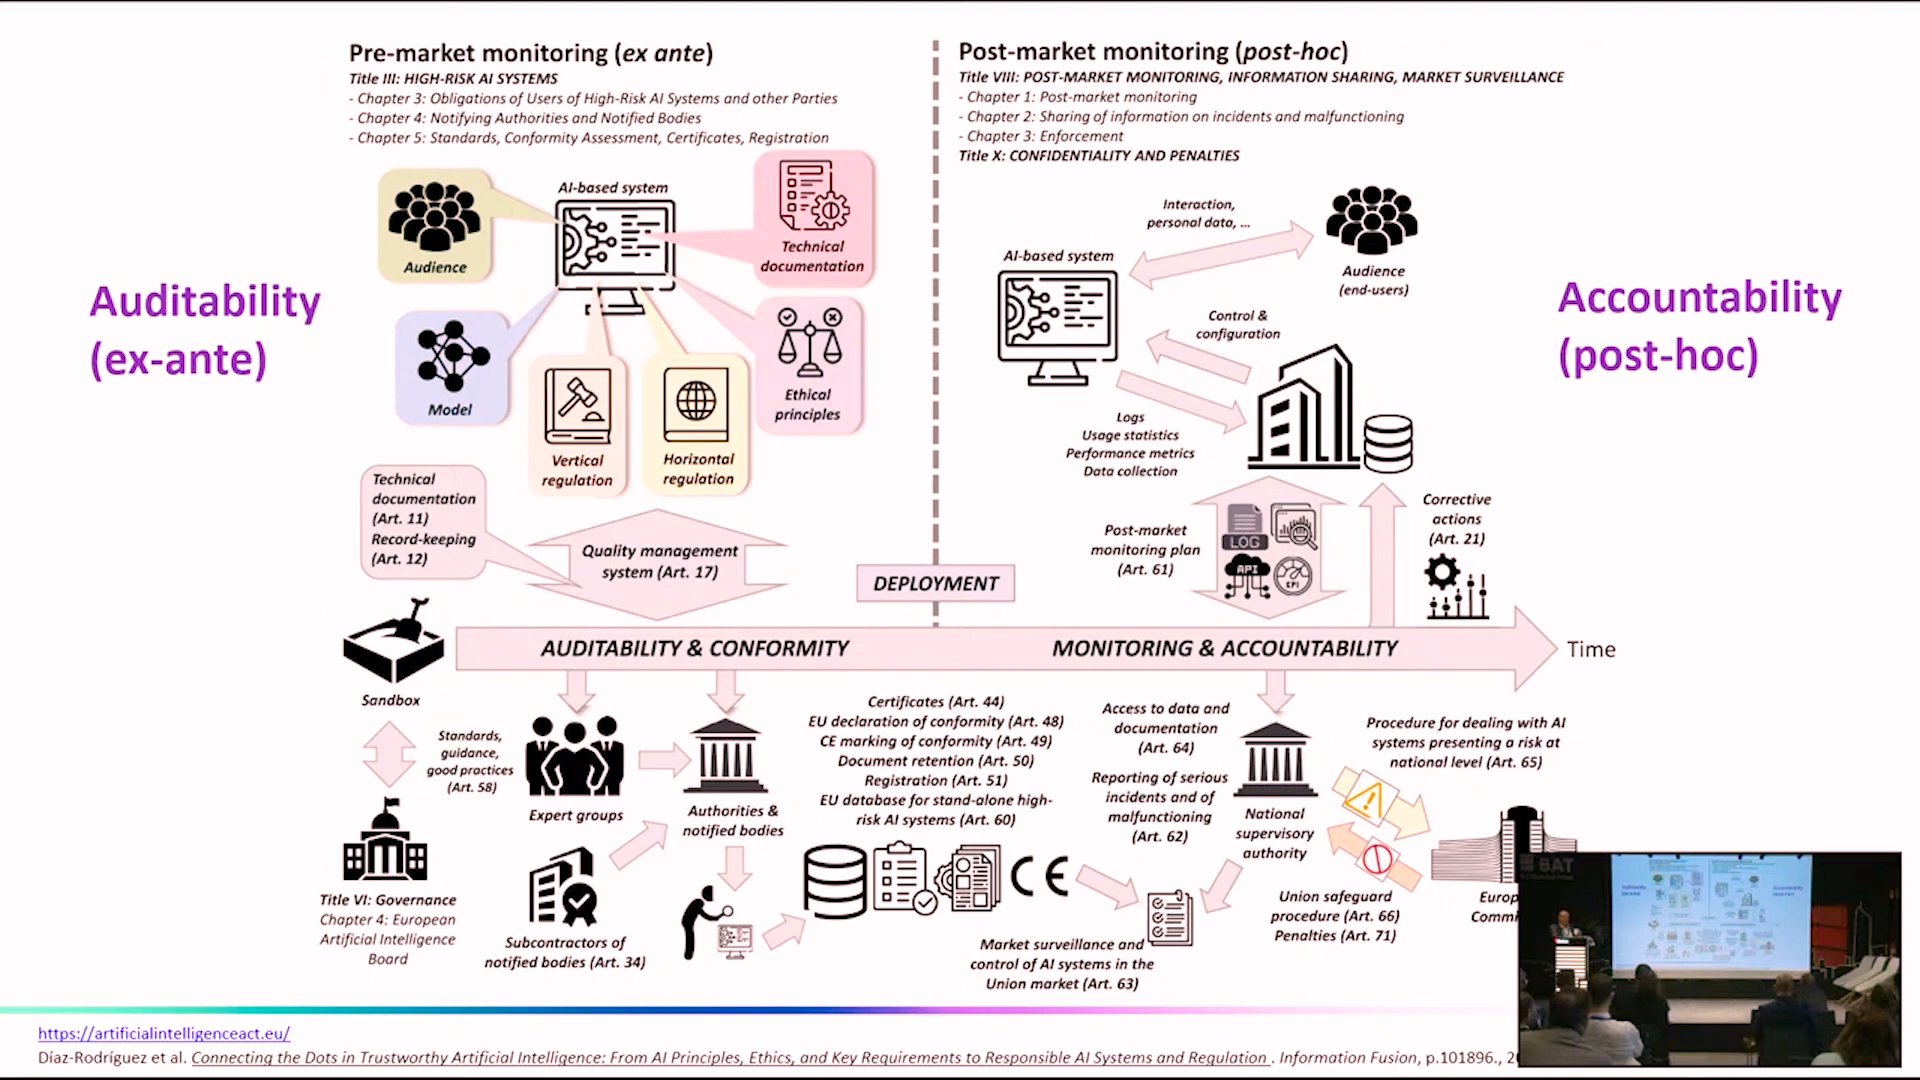 Pre-market monitoring (ex ante)
Title III: HIGH-RISK AI SYSTEMS
- Chapter 3: Obligations of Users of High-Risk AI Systems and other Parties
- Chapter 4: Notifying Authorities and Notified Bodies
- Chapter 5: Standards, Conformity Assessment, Certificates, Registration
Post-market monitoring (post-hoc)
Title VIII: POST-MARKET MONITORING, INFORMATION SHARING, MARKET SURVEILLANCE
- Chapter 1: Post-market monitoring
- Chapter 2: Sharing of information on incidents and malfunctioning
- Chapter 3: Enforcement
Title X: CONFIDENTIALITY AND PENALTIES
Auditability
(ex-ante)
AI-based system
Audience
Technical
documentation
Model
Ethical
principles
Vertical
regulation
Horizontal
regulation
Technical
documentation
(Art. 11)
Record-keeping
(Art. 12)
Quality management
system (Art. 17)
DEPLOYMENT
Interaction,
personal data, ...
AI-based system
Audience
(end-users)
Control &
configuration
Logs
Usage statistics
Performance metrics
Data collection
Post-market
monitoring plan
(Art. 61)
LOG
API
KPI
Corrective
actions
(Art. 21)
Accountability
(post-hoc)
AUDITABILITY & CONFORMITY
MONITORING & ACCOUNTABILITY
Time
Sandbox
Standards,
guidance,
good practices
(Art. 58)
Expert groups
Authorities &
notified bodies
Title VI: Governance
Chapter 4: European
Artificial Intelligence
Board
Subcontractors of
notified bodies (Art. 34)
Certificates (Art. 44)
EU declaration of conformity (Art. 48)
CE marking of conformity (Art. 49)
Document retention (Art. 50)
Registration (Art. 51)
EU database for stand-alone high-
risk AI systems (Art. 60)
CE
Access to data and
documentation
(Art. 64)
Reporting of serious
incidents and of
malfunctioning
(Art. 62)
National
supervisory
authority
Procedure for dealing with AI
systems presenting a risk at
national level (Art. 65)
Union safeguard
procedure (Art. 66)
Penalties (Art. 71)
Market surveillance and
control of AI systems in the
Union market (Art. 63)
BAT
https://artificialintelligenceact.eu/
Díaz-Rodríguez et al. Connecting the Dots in Trustworthy Artificial Intelligence: From AI Principles, Ethics, and Key Requirements to Responsible AI Systems and Regulation . Information Fusion, p.101896.,